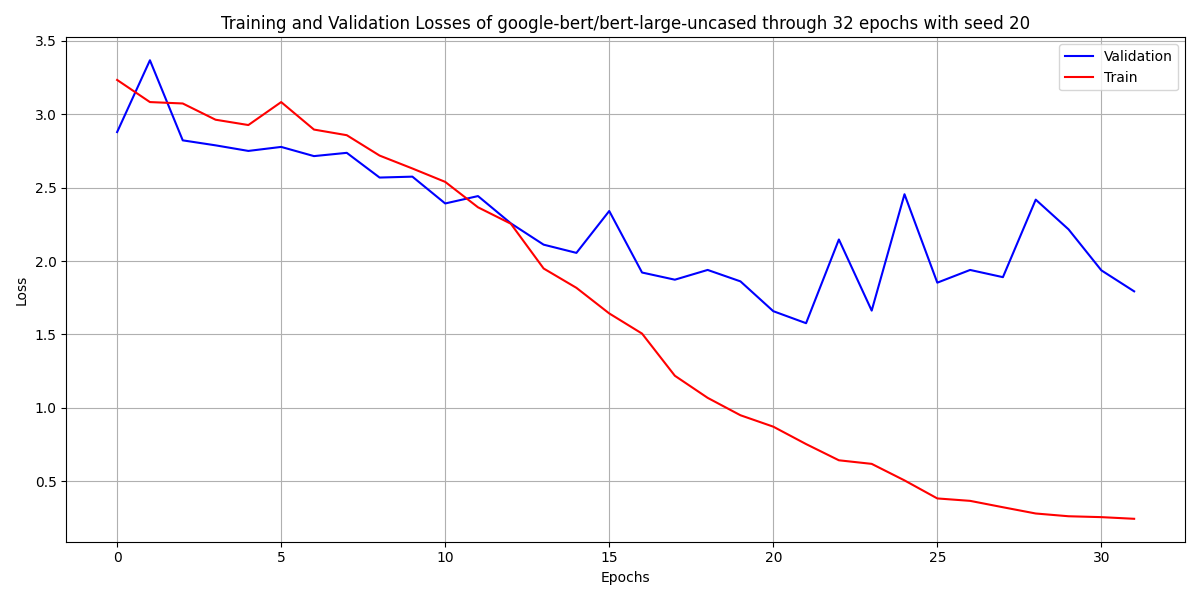 Training and Validation Losses of google-bert/bert-large-uncased through 32 epochs with seed 20
Validation
Train
3.5
3.0
2.5
2.0
1.5
1.0
0.5
Loss
0 5 10 15 20 25 30
Epochs